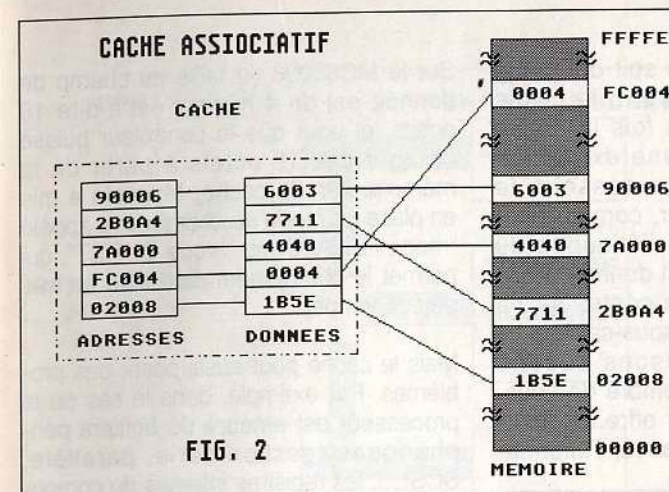 CACHE ASSIOCIATIF
CACHE
90006 6003
2B0A4 7711
7A000 4040
FC004 0004
02008 1B5E
ADRESSES DONNEES
FIG. 2
FFFFE
0004 FC004
6003 90006
4040 7A000
7711 2B0A4
1B5E 02008
00000
MEMOIRE